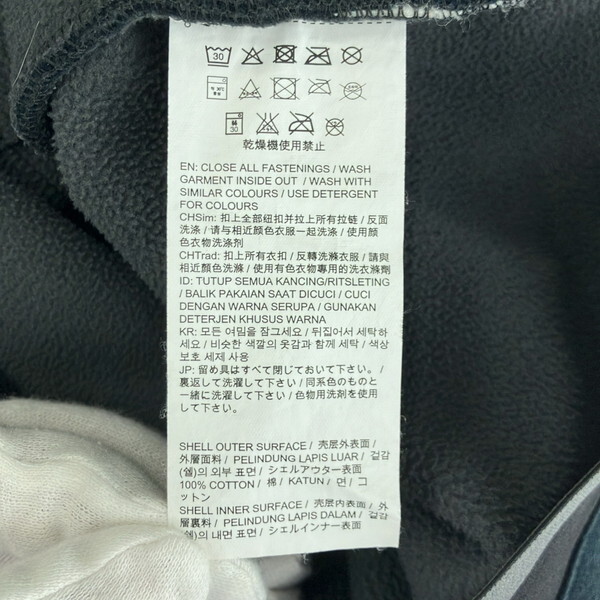 30
30
乾燥機使用禁止
EN: CLOSE ALL FASTENINGS / WASH
GARMENT INSIDE OUT / WASH WITH
SIMILAR COLOURS / USE DETERGENT
FOR COLOURS
CHSim: 扣上全部纽扣并拉上所有拉链 / 反面
洗涤 / 请与相近颜色衣服一起洗涤 / 使用颜
色衣物洗涤剂
CHTrad: 扣上所有衣扣 / 反轉洗滌衣服 / 請與
相近顏色洗滌 / 使用有色衣物專用的洗衣滌劑
ID: TUTUP SEMUA KANCING/RITSLETING
/ BALIK PAKAIAN SAAT DICUCI / CUCI
DENGAN WARNA SERUPA / GUNAKAN
DETERJEN KHUSUS WARNA
KR: 모든 여밈을 잠그세요 / 뒤집어서 세탁하
세요 / 비슷한 색깔의 옷감과 함께 세탁 / 색상
보호 세제 사용
JP: 留め具はすべて閉じておいて下さい。 /
裏返して洗濯して下さい / 同系色のものと
一緒に洗濯して下さい / 色物用洗剤を使用
して下さい。
SHELL OUTER SURFACE / 壳层外表面 /
外層面料 / PELINDUNG LAPIS LUAR / 겉감
(쉘)의 외부 표면 / シェルアウター表面
100% COTTON / 棉 / KATUN / 면 / コ
ットン
SHELL INNER SURFACE / 壳层内表面 / 外
層裏料 / PELINDUNG LAPIS DALAM / 겉감
(쉘)의 내면 표면 / シェルインナー表面